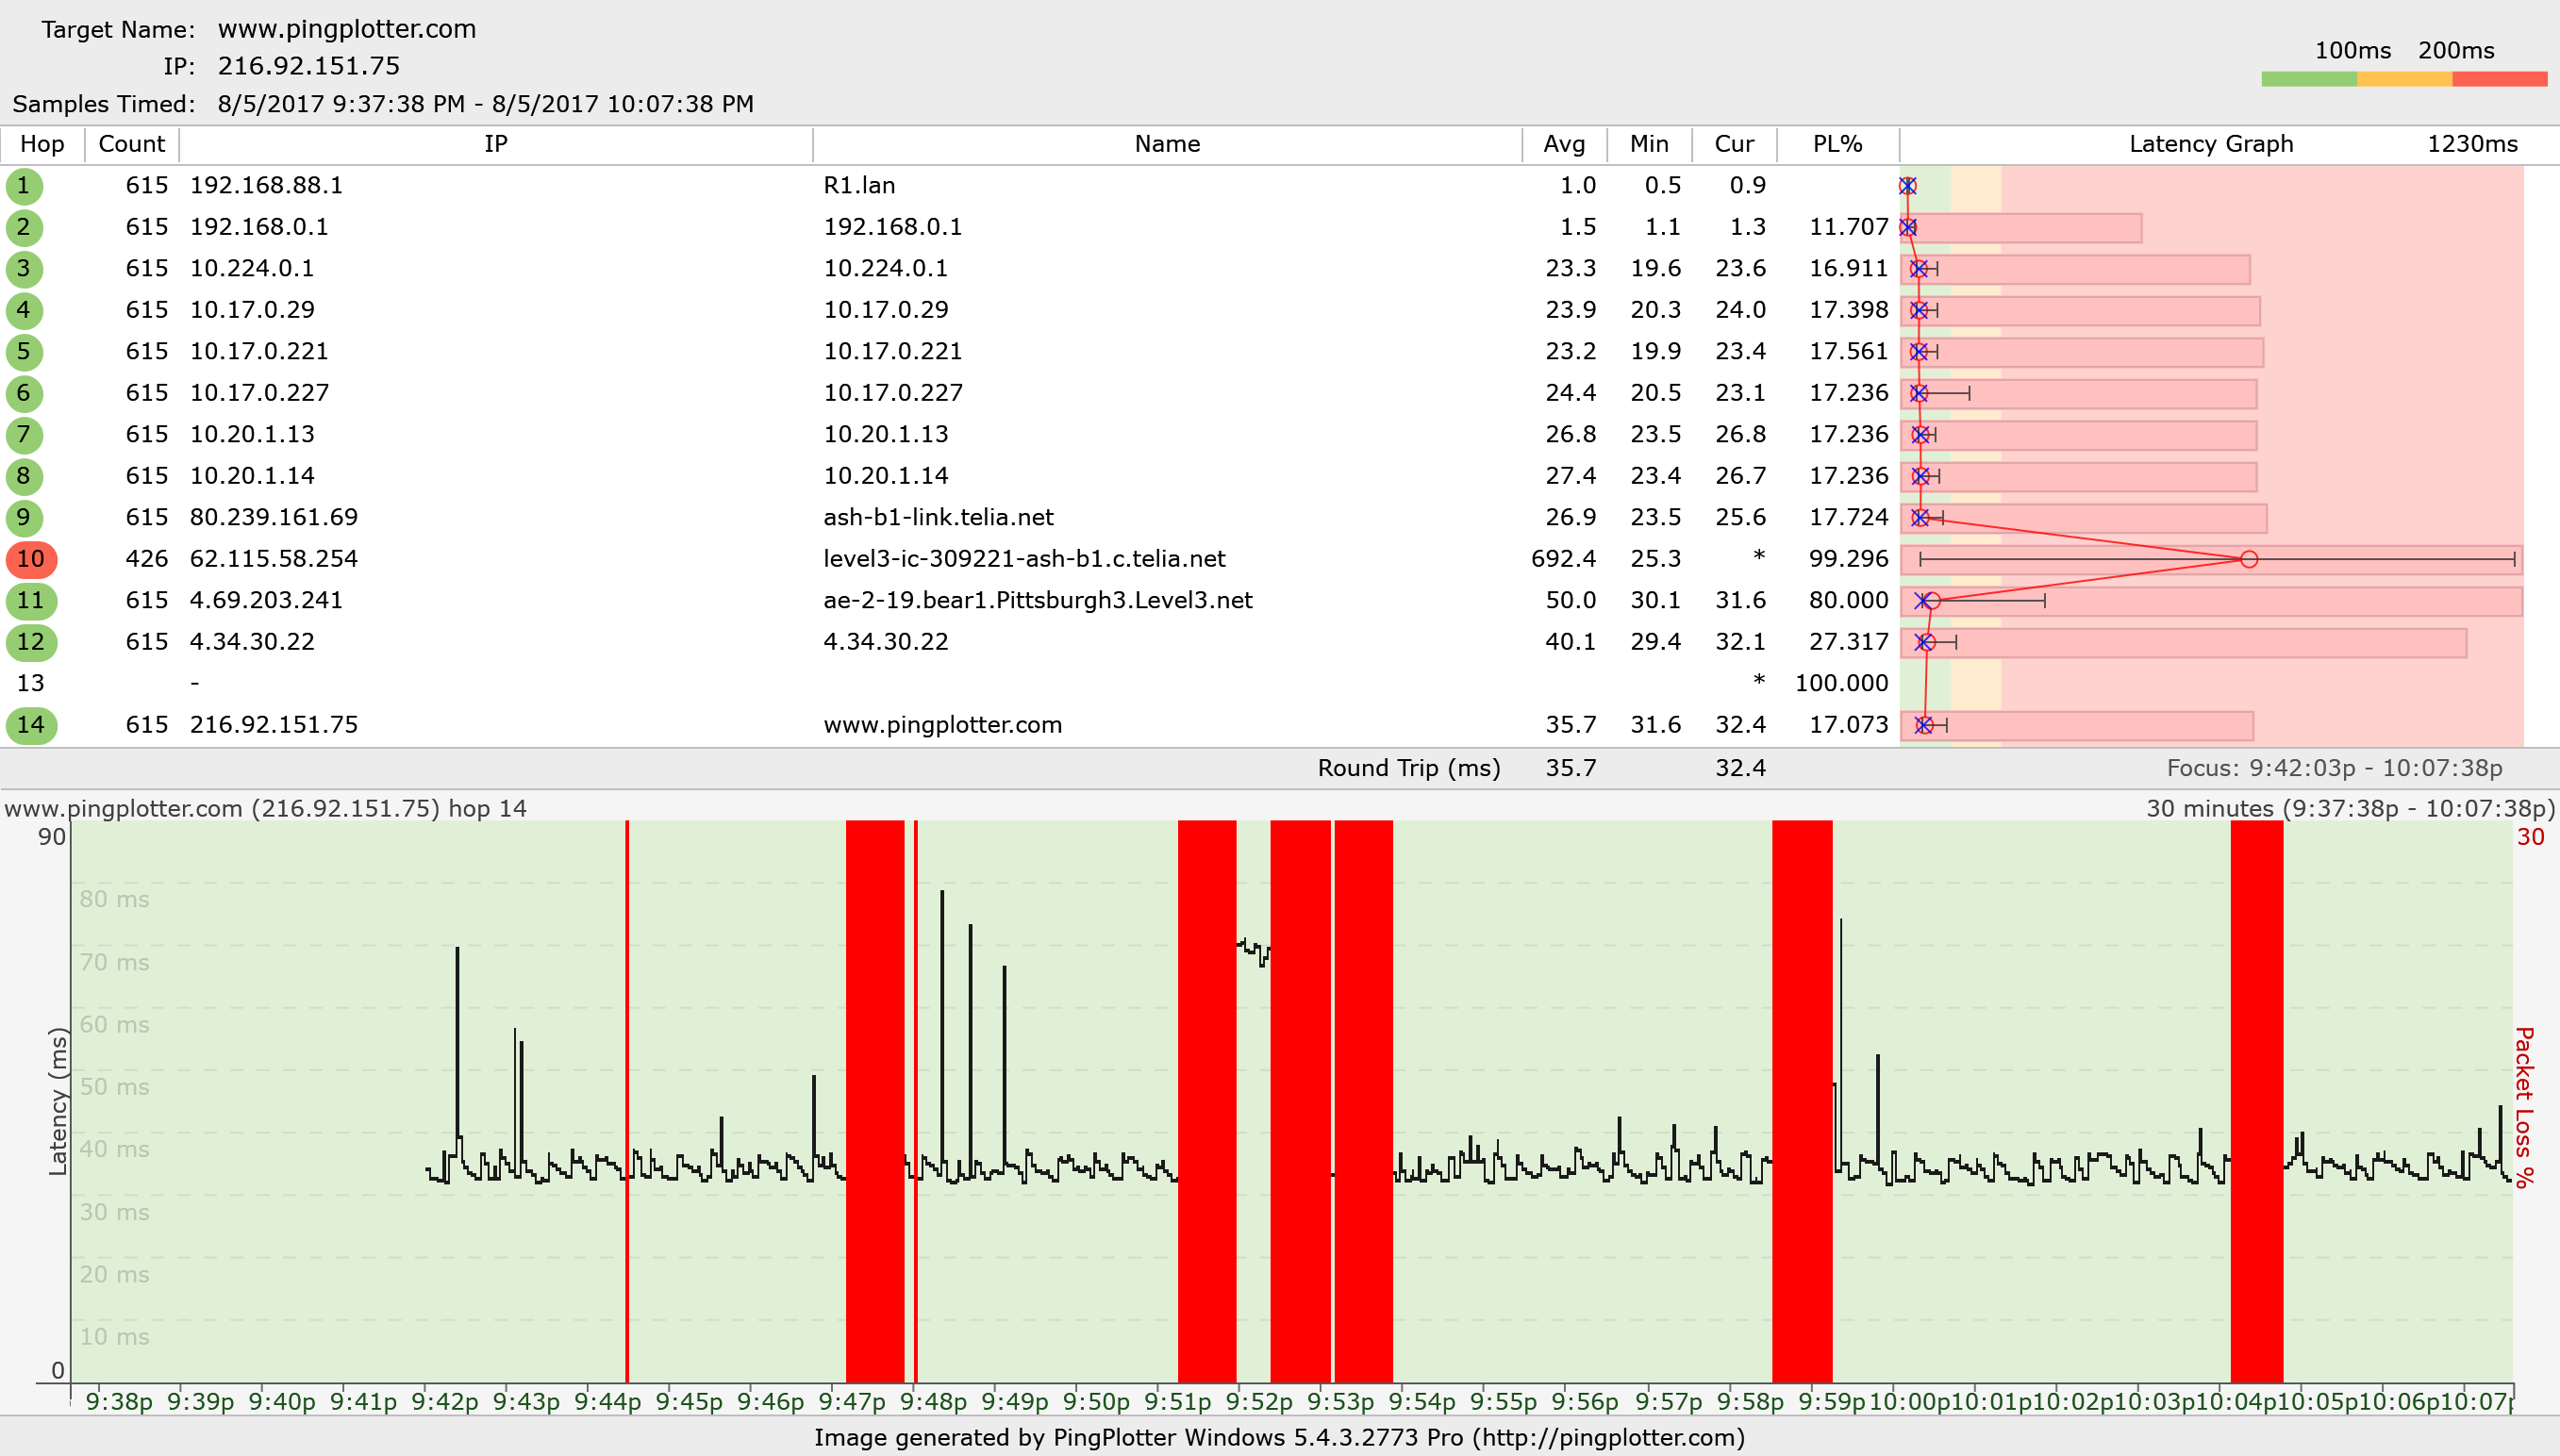 Target Name: www.pingplotter.com
IP: 216.92.151.75
Samples Timed: 8/5/2017 9:37:38 PM - 8/5/2017 10:07:38 PM
100ms 200ms
Hop Count IP Name Avg Min Cur PL% Latency Graph 1230ms
1 615 192.168.88.1 R1.lan 1.0 0.5 0.9
2 615 192.168.0.1 192.168.0.1 1.5 1.1 1.3 11.707
3 615 10.224.0.1 10.224.0.1 23.3 19.6 23.6 16.911
4 615 10.17.0.29 10.17.0.29 23.9 20.3 24.0 17.398
5 615 10.17.0.221 10.17.0.221 23.2 19.9 23.4 17.561
6 615 10.17.0.227 10.17.0.227 24.4 20.5 23.1 17.236
7 615 10.20.1.13 10.20.1.13 26.8 23.5 26.8 17.236
8 615 10.20.1.14 10.20.1.14 27.4 23.4 26.7 17.236
9 615 80.239.161.69 ash-b1-link.telia.net 26.9 23.5 25.6 17.724
10 426 62.115.58.254 level3-ic-309221-ash-b1.c.telia.net 692.4 25.3 * 99.296
11 615 4.69.203.241 ae-2-19.bear1.Pittsburgh3.Level3.net 50.0 30.1 31.6 80.000
12 615 4.34.30.22 4.34.30.22 40.1 29.4 32.1 27.317
13 - * 100.000
14 615 216.92.151.75 www.pingplotter.com 35.7 31.6 32.4 17.073
Round Trip (ms) 35.7 32.4 Focus: 9:42:03p - 10:07:38p
www.pingplotter.com (216.92.151.75) hop 14 30 minutes (9:37:38p - 10:07:38p)
90 30
80 ms
70 ms
60 ms
50 ms
40 ms
30 ms
20 ms
10 ms
0
Latency (ms)
Packet Loss %
9:38p 9:39p 9:40p 9:41p 9:42p 9:43p 9:44p 9:45p 9:46p 9:47p 9:48p 9:49p 9:50p 9:51p 9:52p 9:53p 9:54p 9:55p 9:56p 9:57p 9:58p 9:59p 10:00p 10:01p 10:02p 10:03p 10:04p 10:05p 10:06p 10:07p
Image generated by PingPlotter Windows 5.4.3.2773 Pro (http://pingplotter.com)